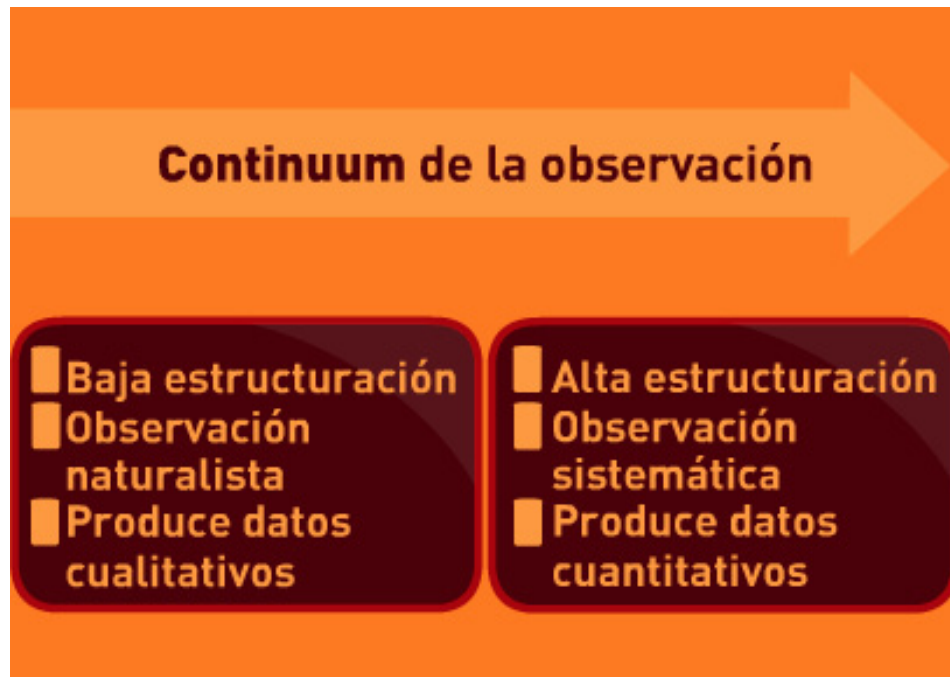 Continuum de la observación
Baja estructuración
Observación
naturalista
Produce datos
cualitativos
Alta estructuración
Observación
sistemática
Produce datos
cuantitativos